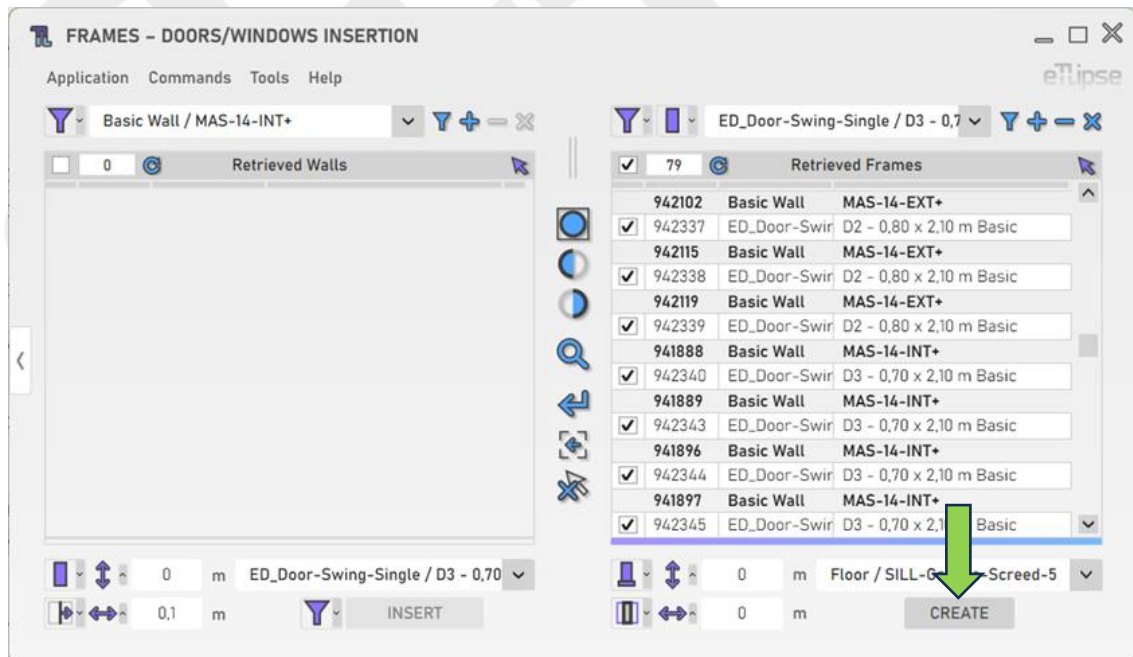 FRAMES – DOORS/WINDOWS INSERTION
Application Commands Tools Help
eTLipse
Basic Wall / MAS-14-INT+
ED_Door-Swing-Single / D3 - 0,7
0 Retrieved Walls
79 Retrieved Frames
942102 Basic Wall MAS-14-EXT+
942337 ED_Door-Swir D2 - 0,80 x 2,10 m Basic
942115 Basic Wall MAS-14-EXT+
942338 ED_Door-Swir D2 - 0,80 x 2,10 m Basic
942119 Basic Wall MAS-14-EXT+
942339 ED_Door-Swir D2 - 0,80 x 2,10 m Basic
941888 Basic Wall MAS-14-INT+
942340 ED_Door-Swir D3 - 0,70 x 2,10 m Basic
941889 Basic Wall MAS-14-INT+
942343 ED_Door-Swir D3 - 0,70 x 2,10 m Basic
941896 Basic Wall MAS-14-INT+
942344 ED_Door-Swir D3 - 0,70 x 2,10 m Basic
941897 Basic Wall MAS-14-INT+
942345 ED_Door-Swir D3 - 0,70 x 2,1 Basic
0 m ED_Door-Swing-Single / D3 - 0,70
0 m Floor / SILL-G -Screed-5
0,1 m INSERT
0 m CREATE